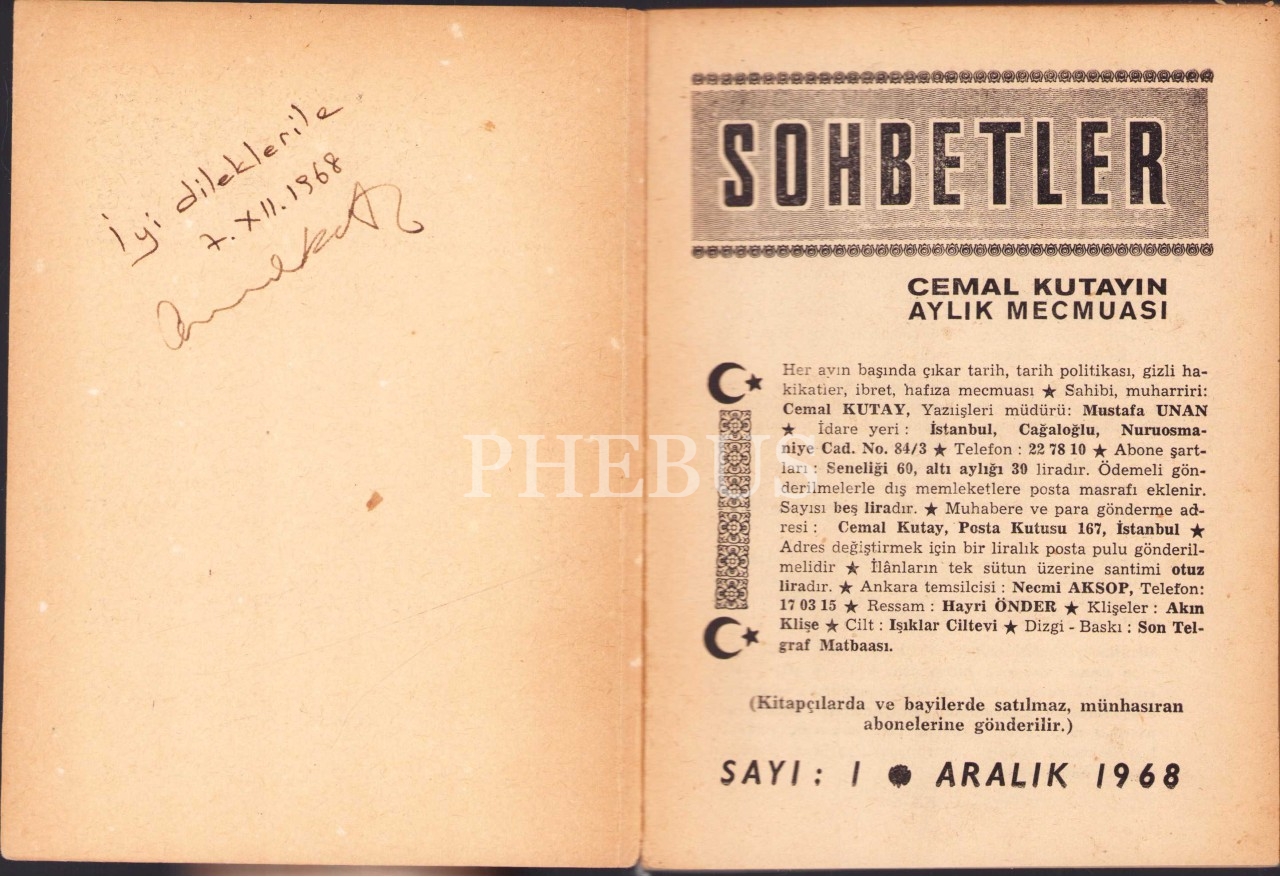 İyi dileklerile
7.XII.1968
SOHBETLER
CEMAL KUTAYIN
AYLIK MECMUASI
Her ayın başında çıkar tarih, tarih politikası, gizli ha-
kikatler, ibret, hafıza mecmuası ★ Sahibi, muharriri:
Cemal KUTAY, Yazıişleri müdürü: Mustafa UNAN
★ İdare yeri : İstanbul, Cağaloğlu, Nuruosma-
niye Cad. No. 84/3 ★ Telefon : 22 78 10 ★ Abone şart-
ları : Seneliği 60, altı aylığı 30 liradır. Ödemeli gön-
derilmelerle dış memleketlere posta masrafı eklenir.
Sayısı beş liradır. ★ Muhabere ve para gönderme ad-
resi : Cemal Kutay, Posta Kutusu 167, İstanbul ★
Adres değiştirmek için bir liralık posta pulu gönderil-
melidir ★ İlânların tek sütun üzerine santimi otuz
liradır. ★ Ankara temsilcisi : Necmi AKSOP, Telefon:
17 03 15 ★ Ressam : Hayri ÖNDER ★ Klişeler : Akın
Klişe ★ Cilt : Işıklar Ciltevi ★ Dizgi - Baskı : Son Tel-
graf Matbaası.
(Kitapçılarda ve bayilerde satılmaz, münhasıran
abonelerine gönderilir.)
SAYI : 1 ● ARALIK 1968
PHEBUS